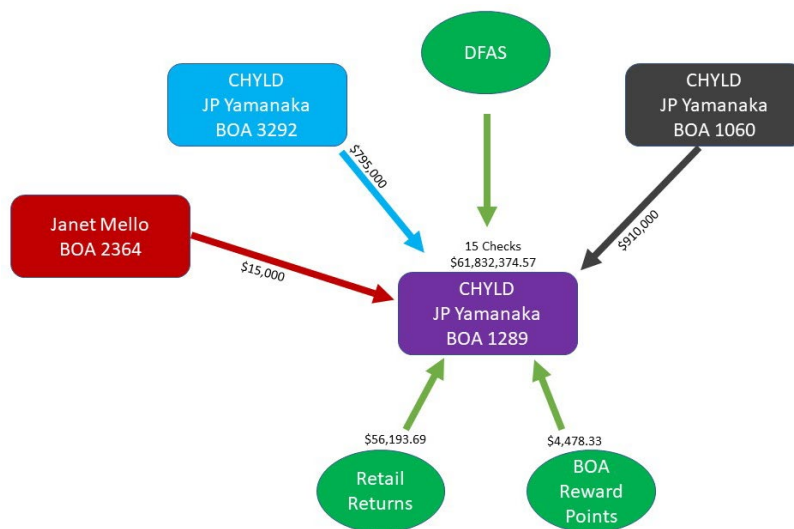 DFAS
CHYLD
JP Yamanaka
BOA 3292
CHYLD
JP Yamanaka
BOA 1060
$795,000
Janet Mello
BOA 2364
$15,000
15 Checks
$61,832,374.57
$910,000
CHYLD
JP Yamanaka
BOA 1289
$56,193.69
$4,478.33
Retail
Returns
BOA
Reward
Points